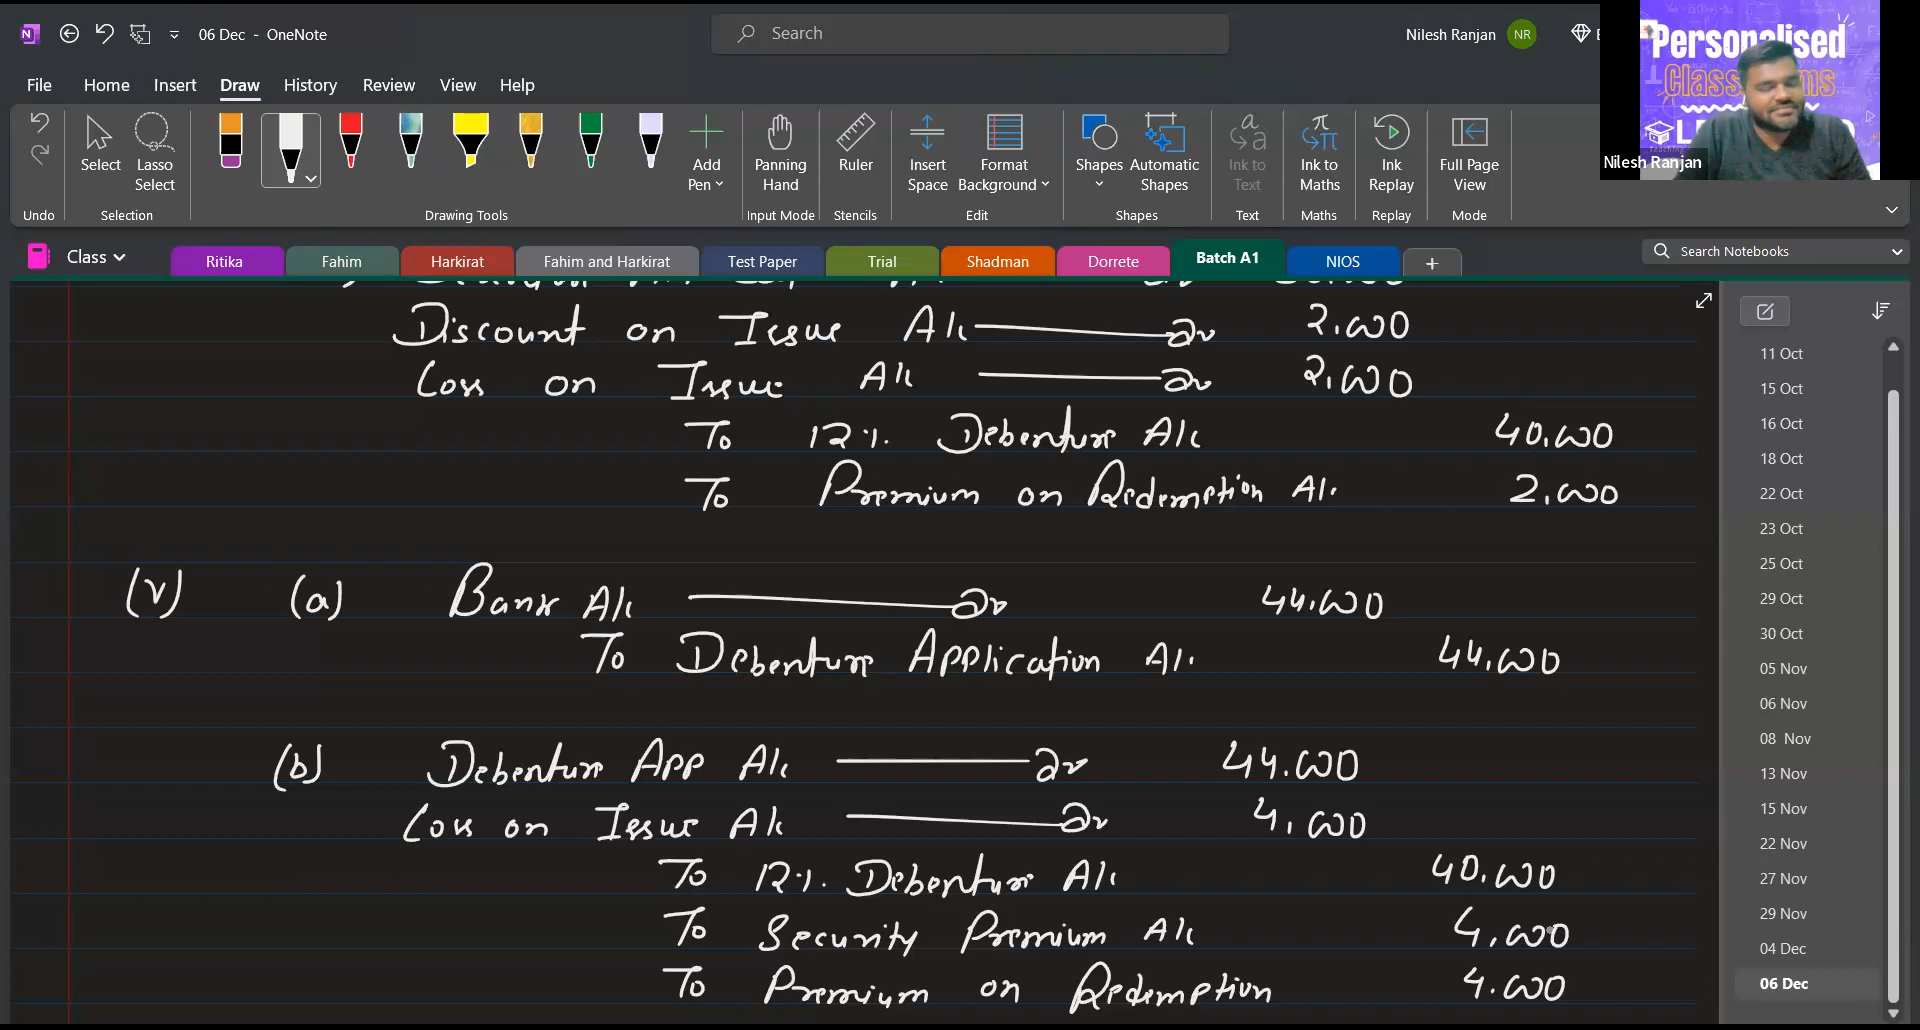 06 Dec - OneNote
Search
Nilesh Ranjan NR
Personalised
Classrooms
Nilesh Ranjan
File Home Insert Draw History Review View Help
Select
Lasso Select
Add Pen
Panning Hand
Ruler
Insert Space
Format Background
Shapes
Automatic Shapes
Ink to Text
Ink to Maths
Ink Replay
Full Page View
Undo Selection Drawing Tools Input Mode Stencils Edit Shapes Text Maths Replay Mode
Class
Ritika Fahim Harkirat Fahim and Harkirat Test Paper Trial Shadman Dorrete Batch A1 NIOS +
Search Notebooks
Discount on Issue A/c Dr 2,000
Loss on Issue A/c Dr 2,000
To 12% Debenture A/c 40,000
To Premium on Redemption A/c 2,000
(v) (a) Bank A/c Dr 44,000
To Debenture Application A/c 44,000
(b) Debenture App A/c Dr 44,000
Loss on Issue A/c Dr 4,000
To 12% Debenture A/c 40,000
To Security Premium A/c 4,000
To Premium on Redemption 4,000
11 Oct
15 Oct
16 Oct
18 Oct
22 Oct
23 Oct
25 Oct
29 Oct
30 Oct
05 Nov
06 Nov
08 Nov
13 Nov
15 Nov
22 Nov
27 Nov
29 Nov
04 Dec
06 Dec